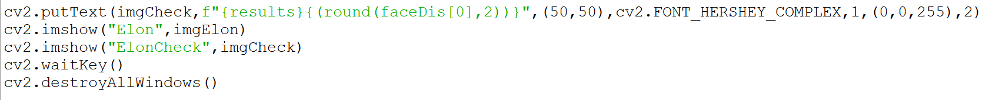 cv2.putText(imgCheck,f"{results}{(round(faceDis[0],2))}",(50,50),cv2.FONT_HERSHEY_COMPLEX,1,(0,0,255),2)
cv2.imshow("Elon",imgElon)
cv2.imshow("ElonCheck",imgCheck)
cv2.waitKey()
cv2.destroyAllWindows()